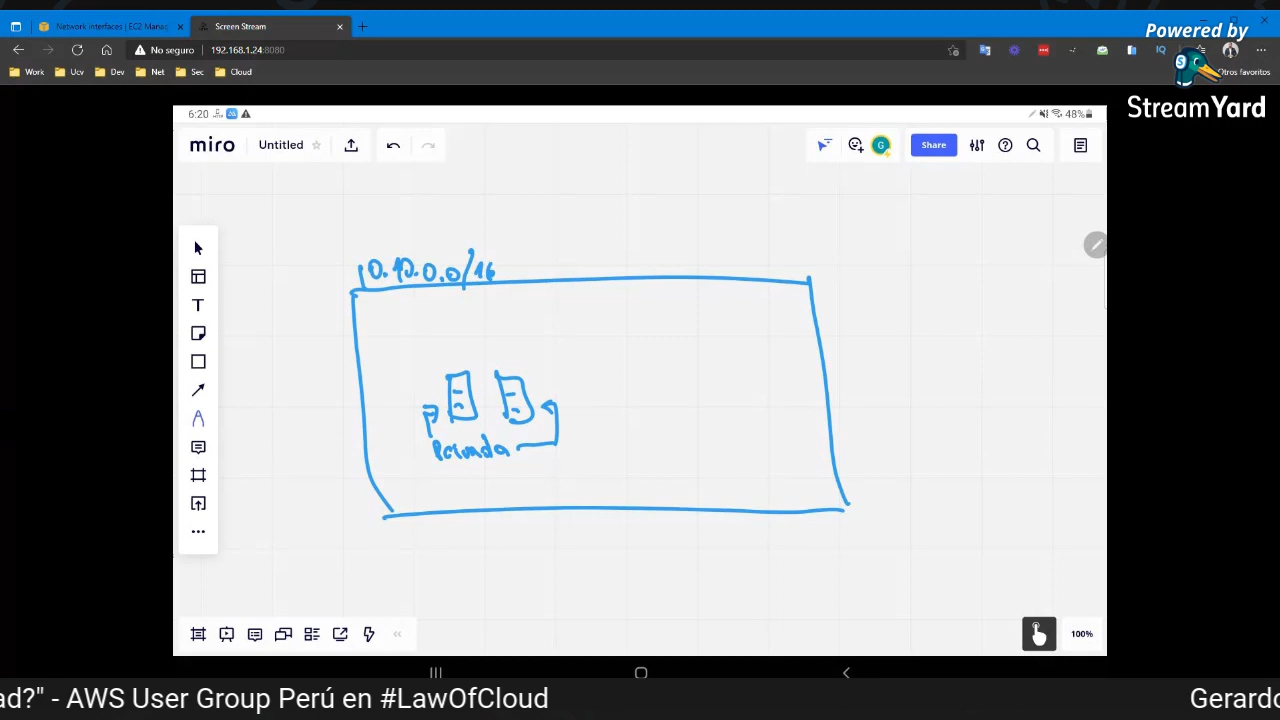 Network interfaces | EC2 Manag
Screen Stream
Powered by
StreamYard
No seguro
192.168.1.24:8080
Work
Ucv
Dev
Net
Sec
Cloud
Otros favoritos
6:20
48%
miro
Untitled
G
Share
10.10.0.0/16
Privada
100%
ad?" - AWS User Group Perú en #LawOfCloud
Gerardo